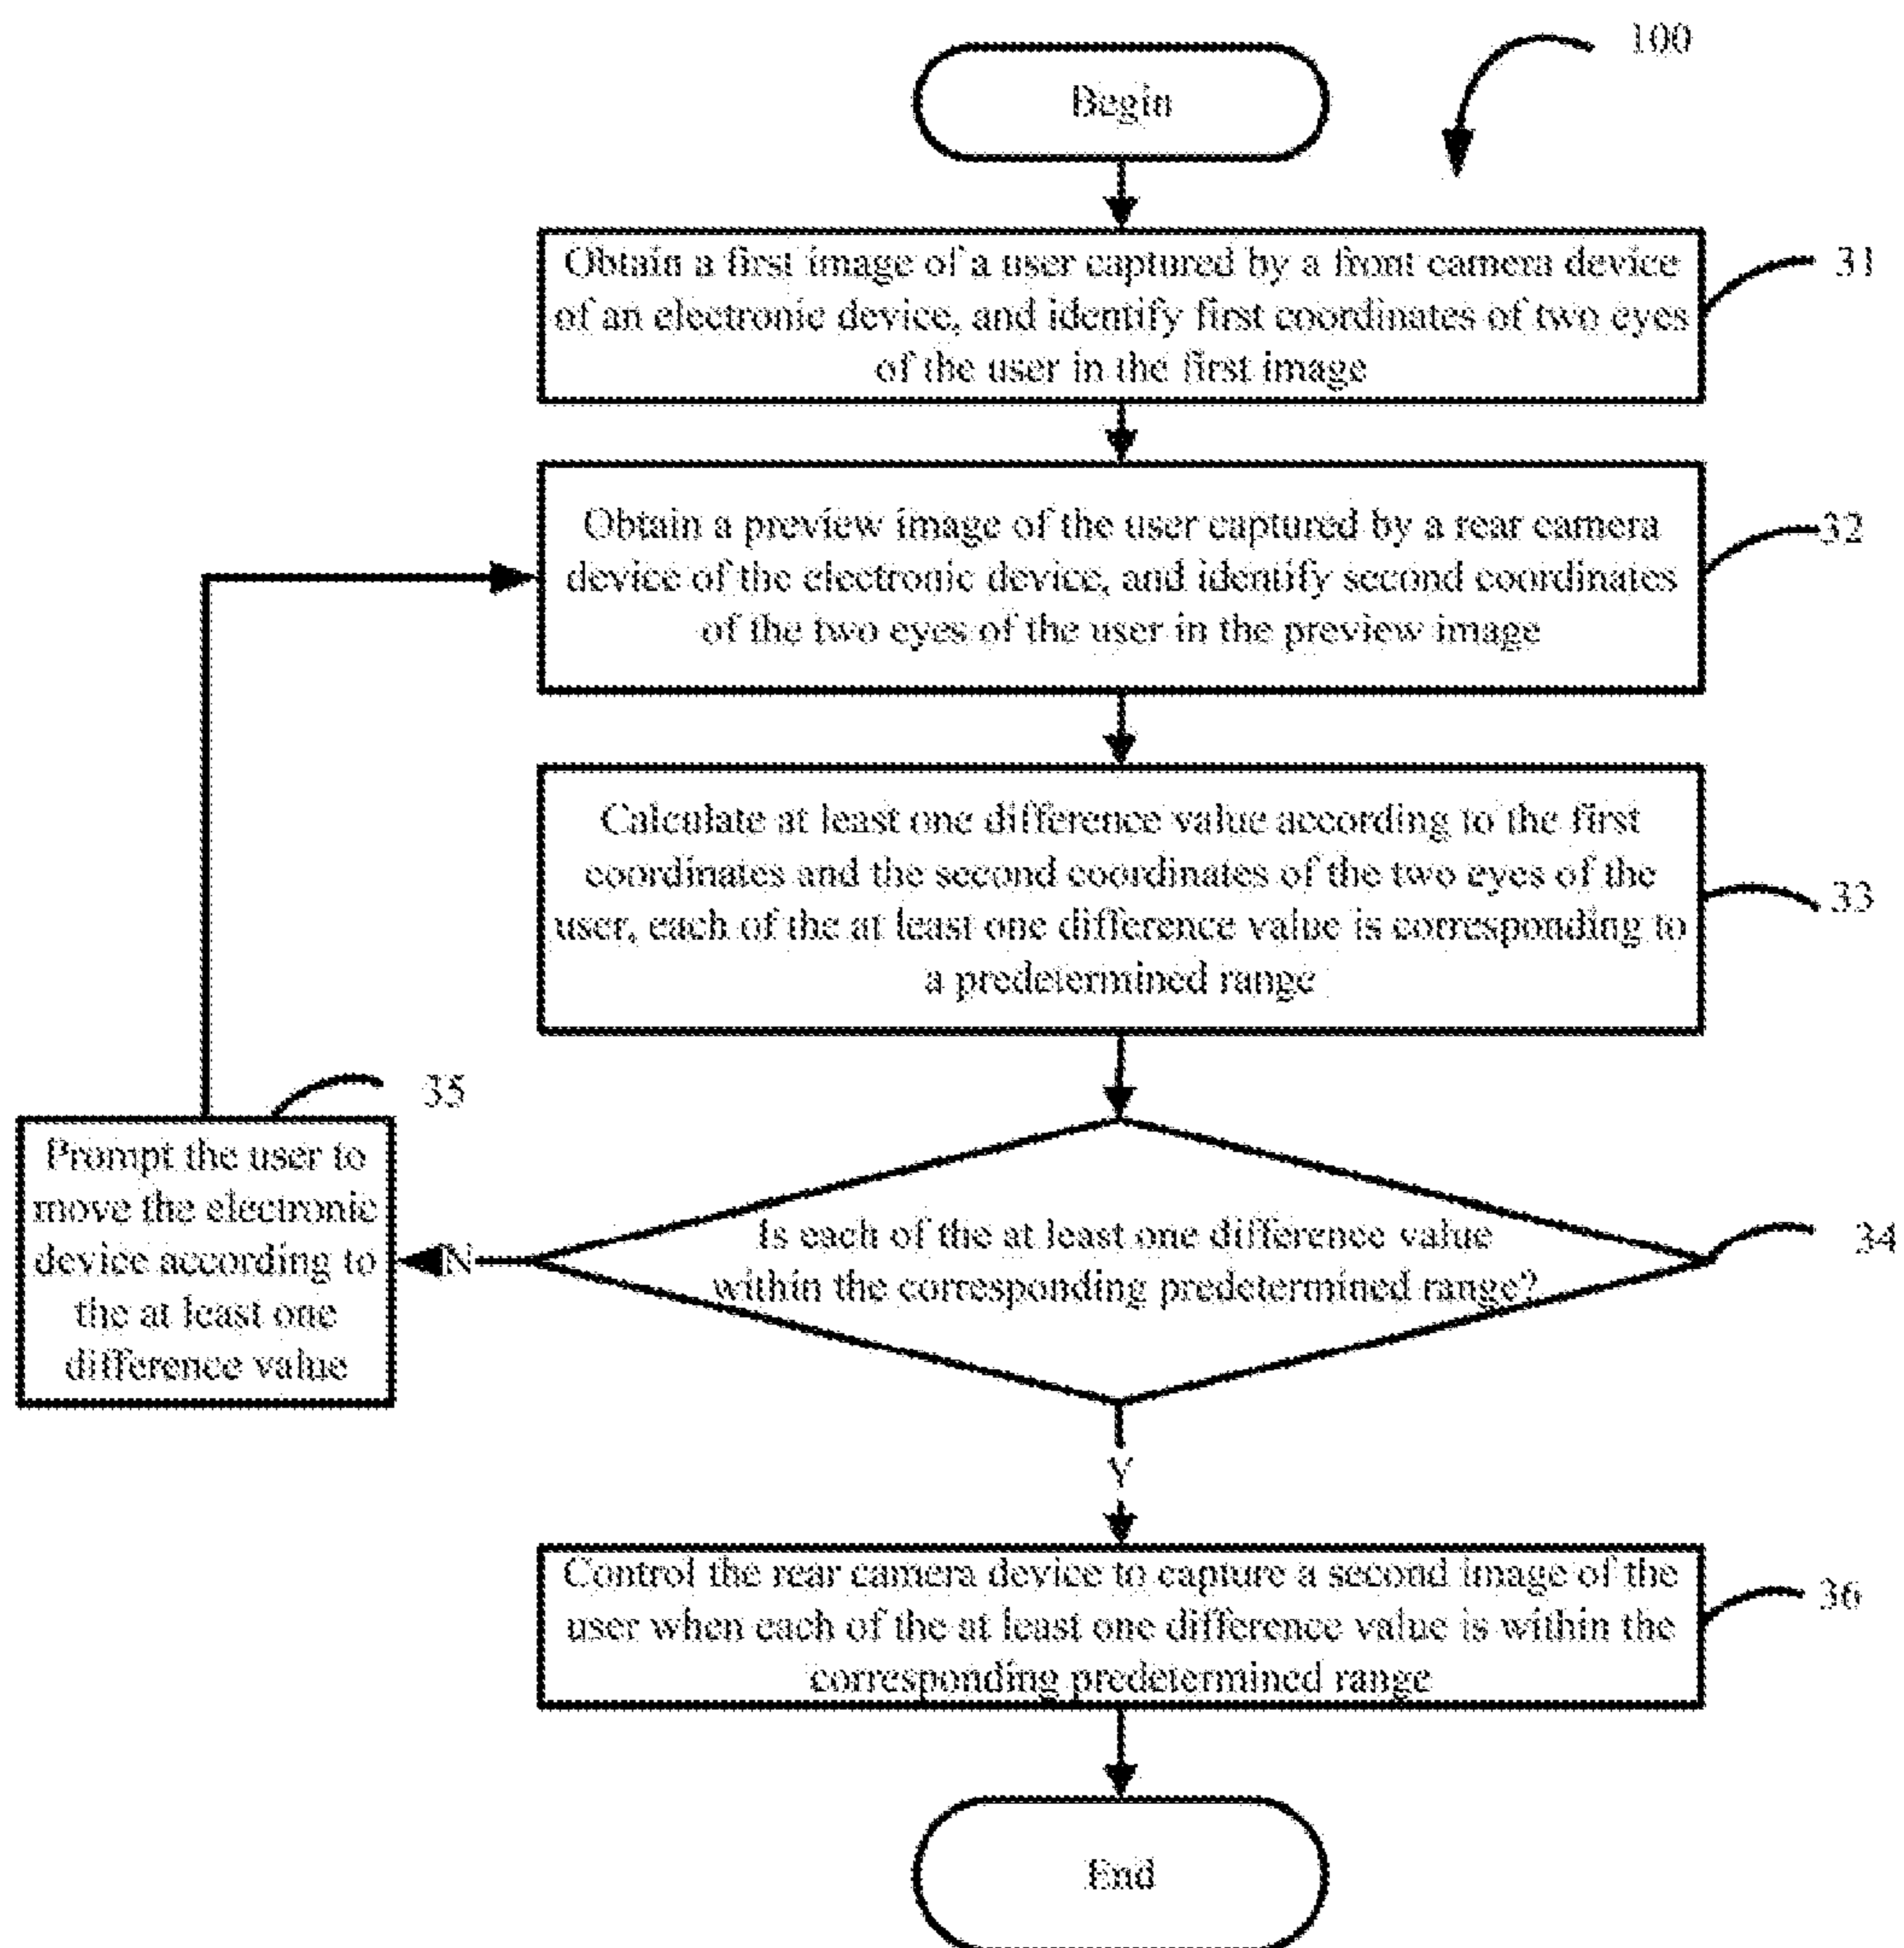 100
Begin
Obtain a first image of a user captured by a front camera device
of an electronic device, and identify first coordinates of two eyes
of the user in the first image
31
Obtain a preview image of the user captured by a rear camera
device of the electronic device, and identify second coordinates
of the two eyes of the user in the preview image
32
Calculate at least one difference value according to the first
coordinates and the second coordinates of the two eyes of the
user, each of the at least one difference value is corresponding to
a predetermined range
33
35
Prompt the user to
move the electronic
device according to
the at least one
difference value
N
Is each of the at least one difference value
within the corresponding predetermined range?
34
Y
Control the rear camera device to capture a second image of the
user when each of the at least one difference value is within the
corresponding predetermined range
36
End